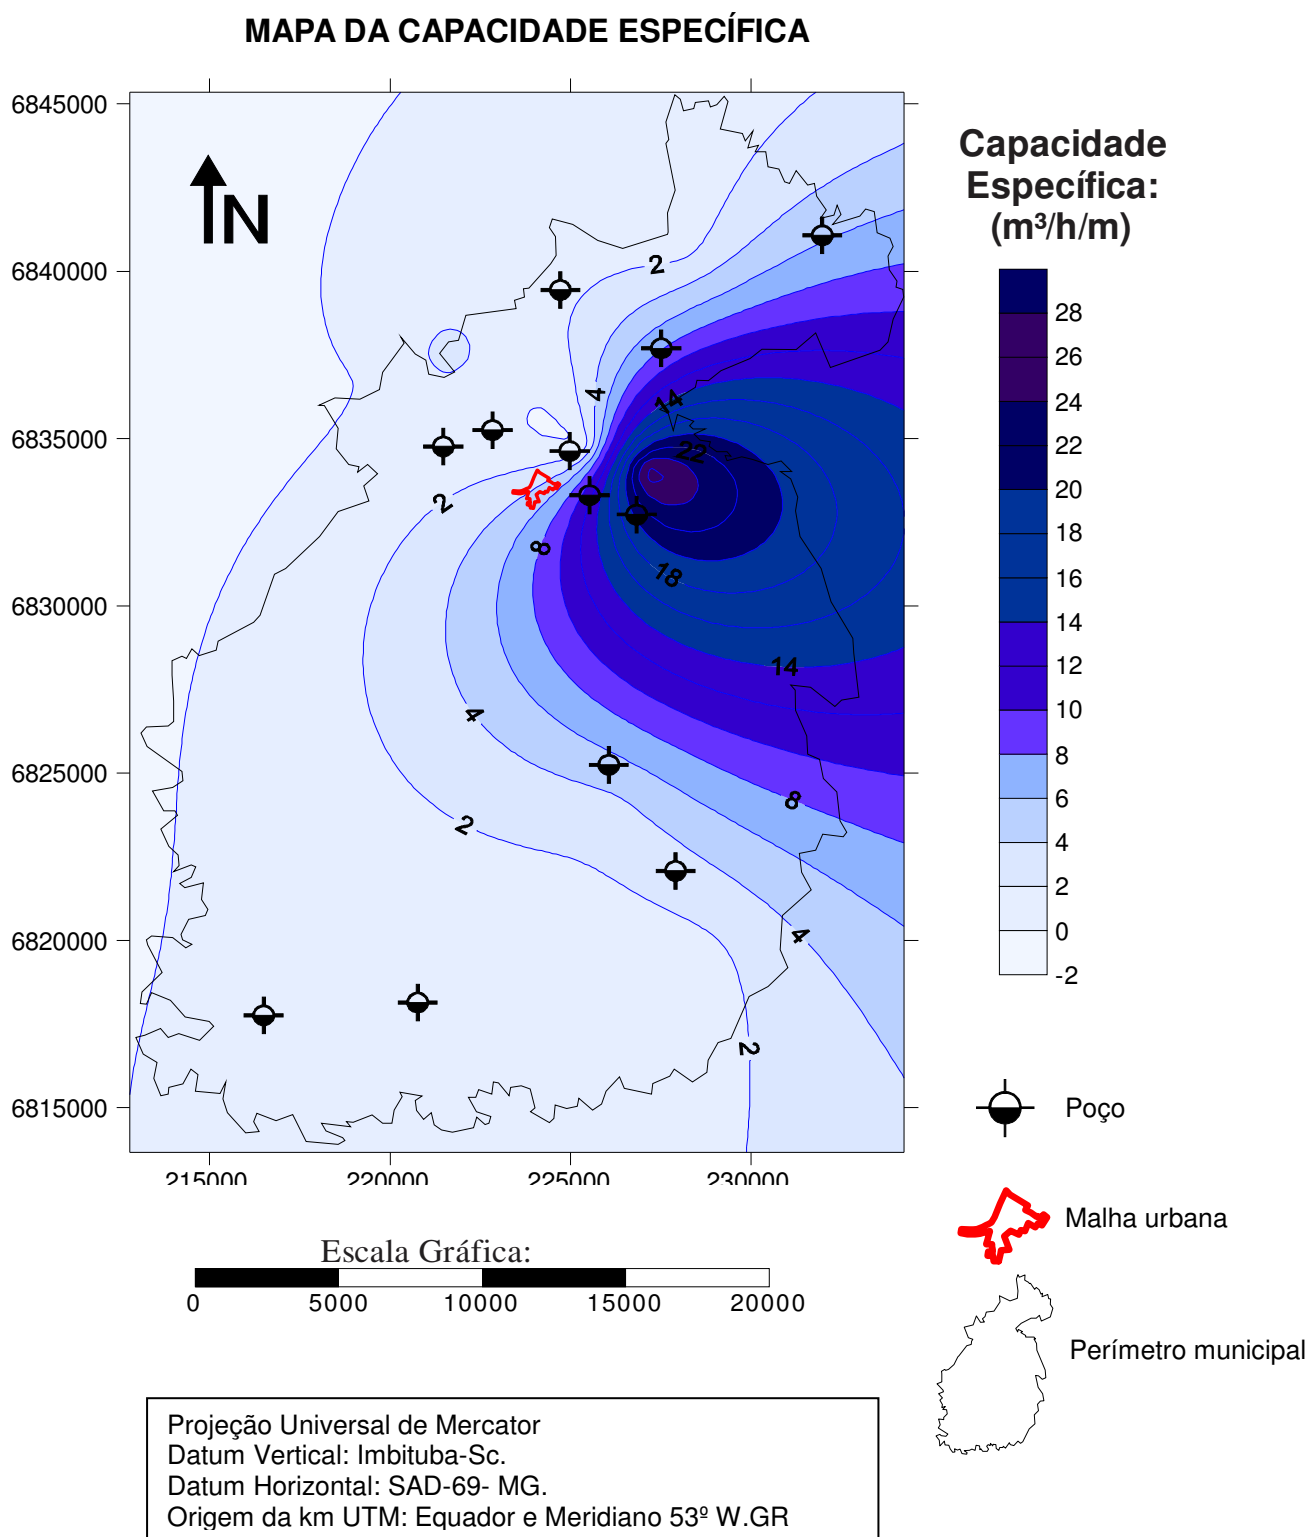 MAPA DA CAPACIDADE ESPECÍFICA
6845000
6840000
6835000
6830000
6825000
6820000
6815000
215000
220000
225000
230000
N
2
4
14
22
2
8
18
14
4
8
2
4
2
Capacidade
Específica:
(m³/h/m)
28
26
24
22
20
18
16
14
12
10
8
6
4
2
0
-2
Poço
Malha urbana
Perímetro municipal
Escala Gráfica:
0 5000 10000 15000 20000
Projeção Universal de Mercator
Datum Vertical: Imbituba-Sc.
Datum Horizontal: SAD-69- MG.
Origem da km UTM: Equador e Meridiano 53º W.GR